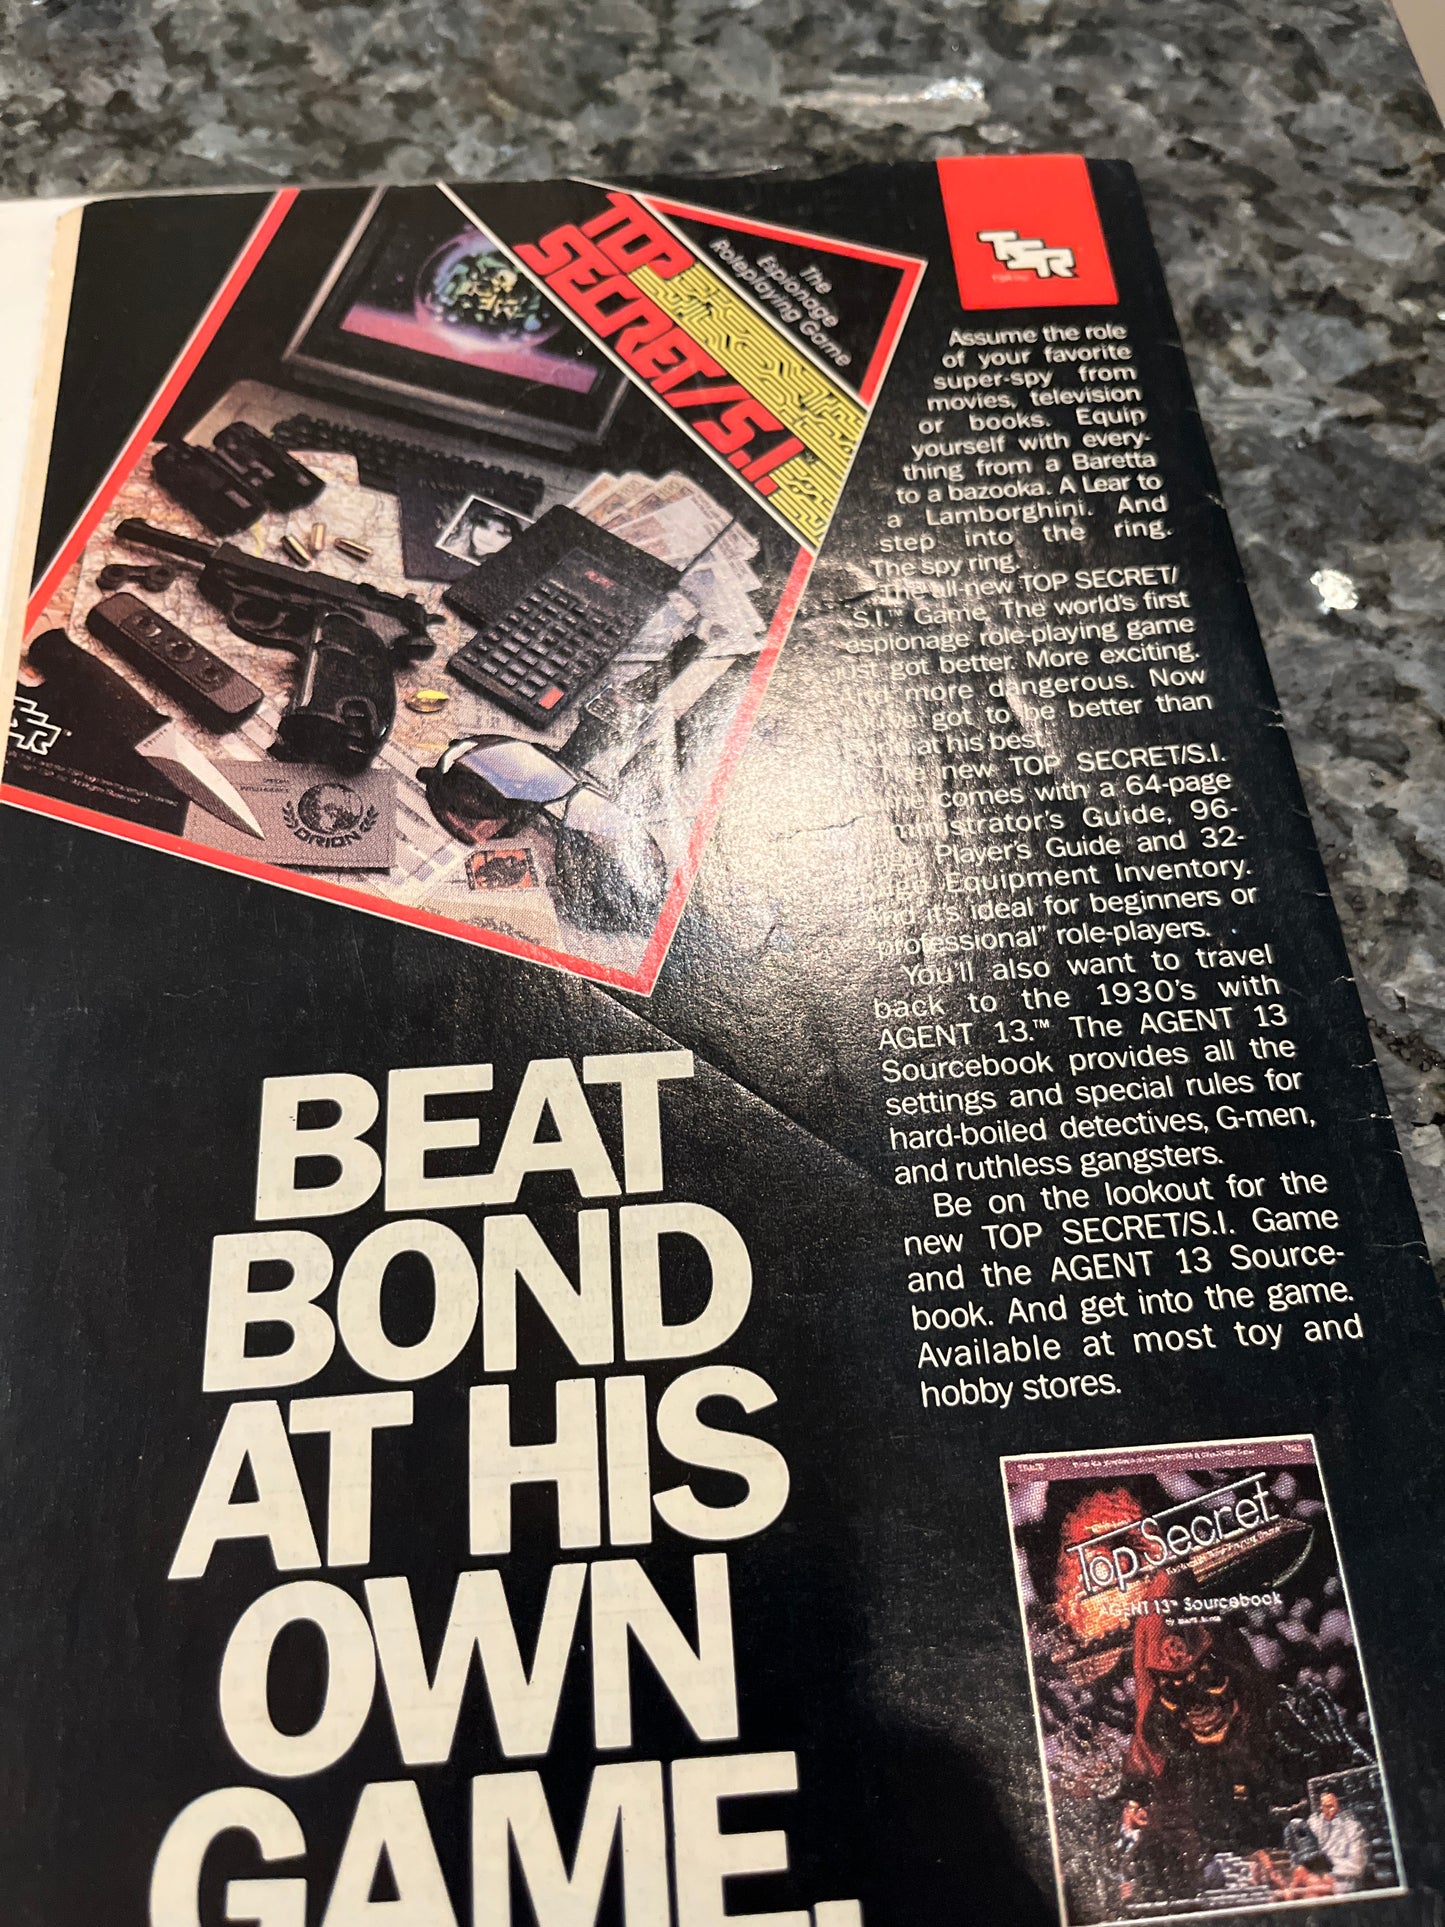 TOP
SECRET/S.I.
The
Espionage
Roleplaying Game
TSR
ORION
TSR
Assume the role
of your favorite
super-spy from
movies, television
or books. Equip
yourself with every-
thing from a Baretta
to a bazooka. A Lear to
a Lamborghini. And
step into the ring.
The spy ring.
The all-new TOP SECRET/
S.I.™ Game. The world's first
espionage role-playing game
just got better. More exciting.
more dangerous. Now
got to be better than
at his best.
new TOP SECRET/S.I.
comes with a 64-page
Administrator's Guide, 96-
Player's Guide and 32-
Equipment Inventory.
And it's ideal for beginners or
"professional" role-players.
You'll also want to travel
back to the 1930's with
AGENT 13.™ The AGENT 13
Sourcebook provides all the
settings and special rules for
hard-boiled detectives, G-men,
and ruthless gangsters.
Be on the lookout for the
new TOP SECRET/S.I. Game
and the AGENT 13 Source-
book. And get into the game.
Available at most toy and
hobby stores.
BEAT
BOND
AT HIS
OWN
GAME.
Top Secret
AGENT 13™ Sourcebook